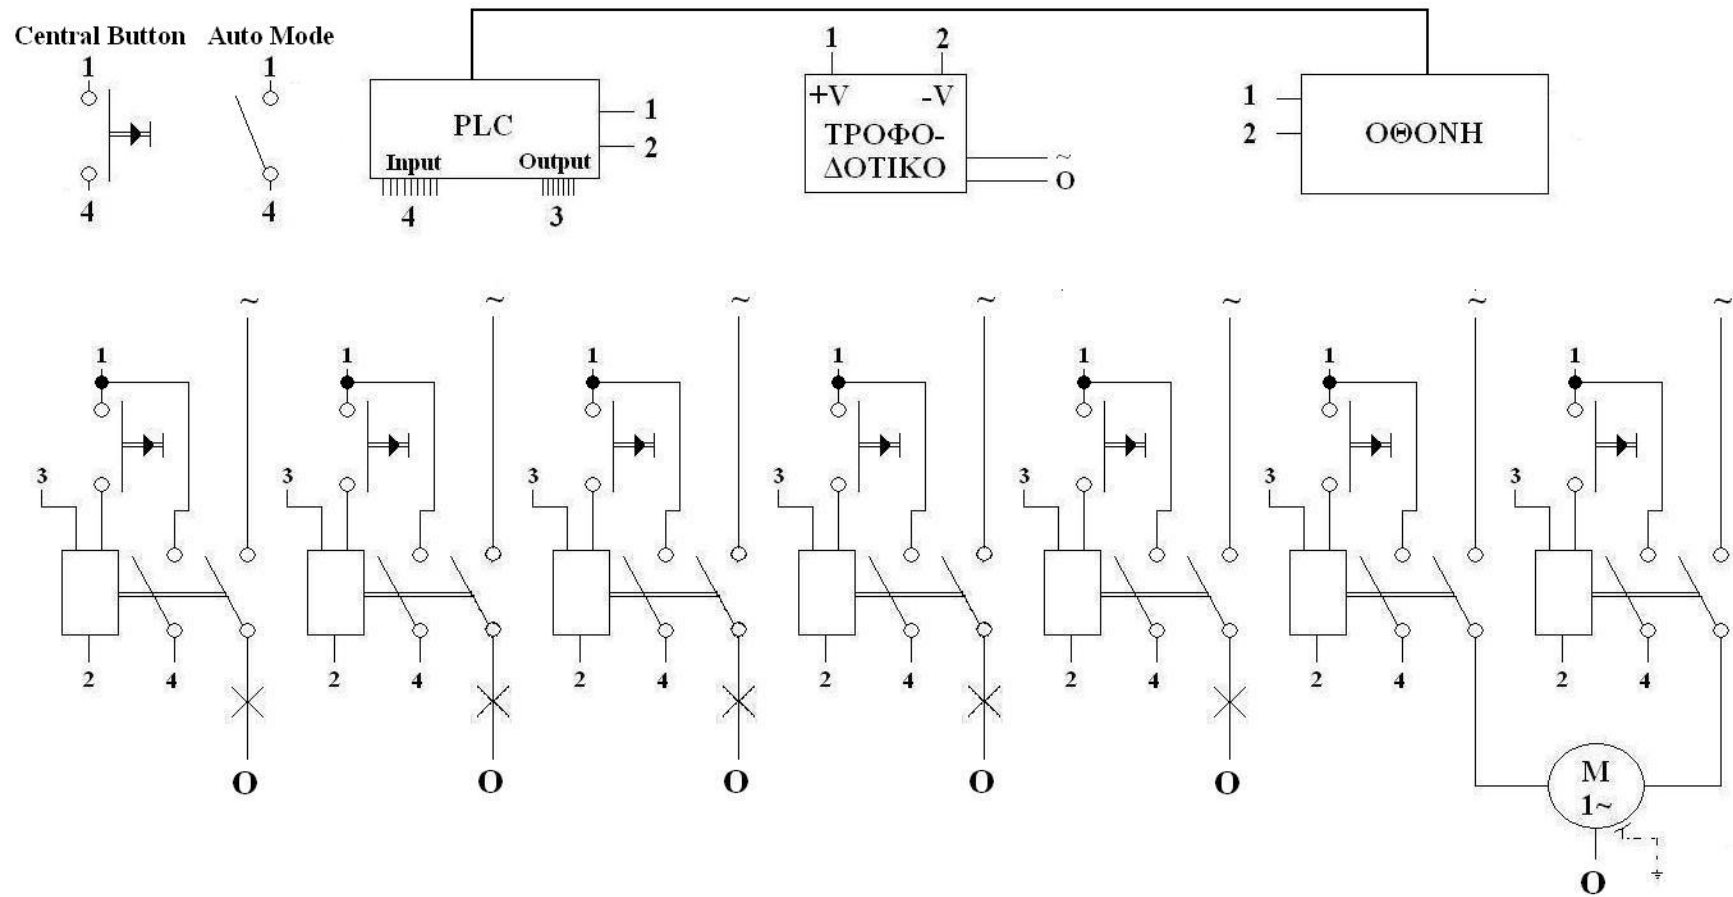 Central Button Auto Mode
1 1
4 4
PLC
Input Output
4 3
1
2
1 2
+V -V
ΤΡΟΦΟ-
ΔΟΤΙΚΟ
~
O
1
2
ΟΘΟΝΗ
~ ~ ~ ~ ~ ~ ~
1 1 1 1 1 1 1
3 3 3 3 3 3 3
2 4 2 4 2 4 2 4 2 4 2 4 2 4
O O O O O
M
1~
O